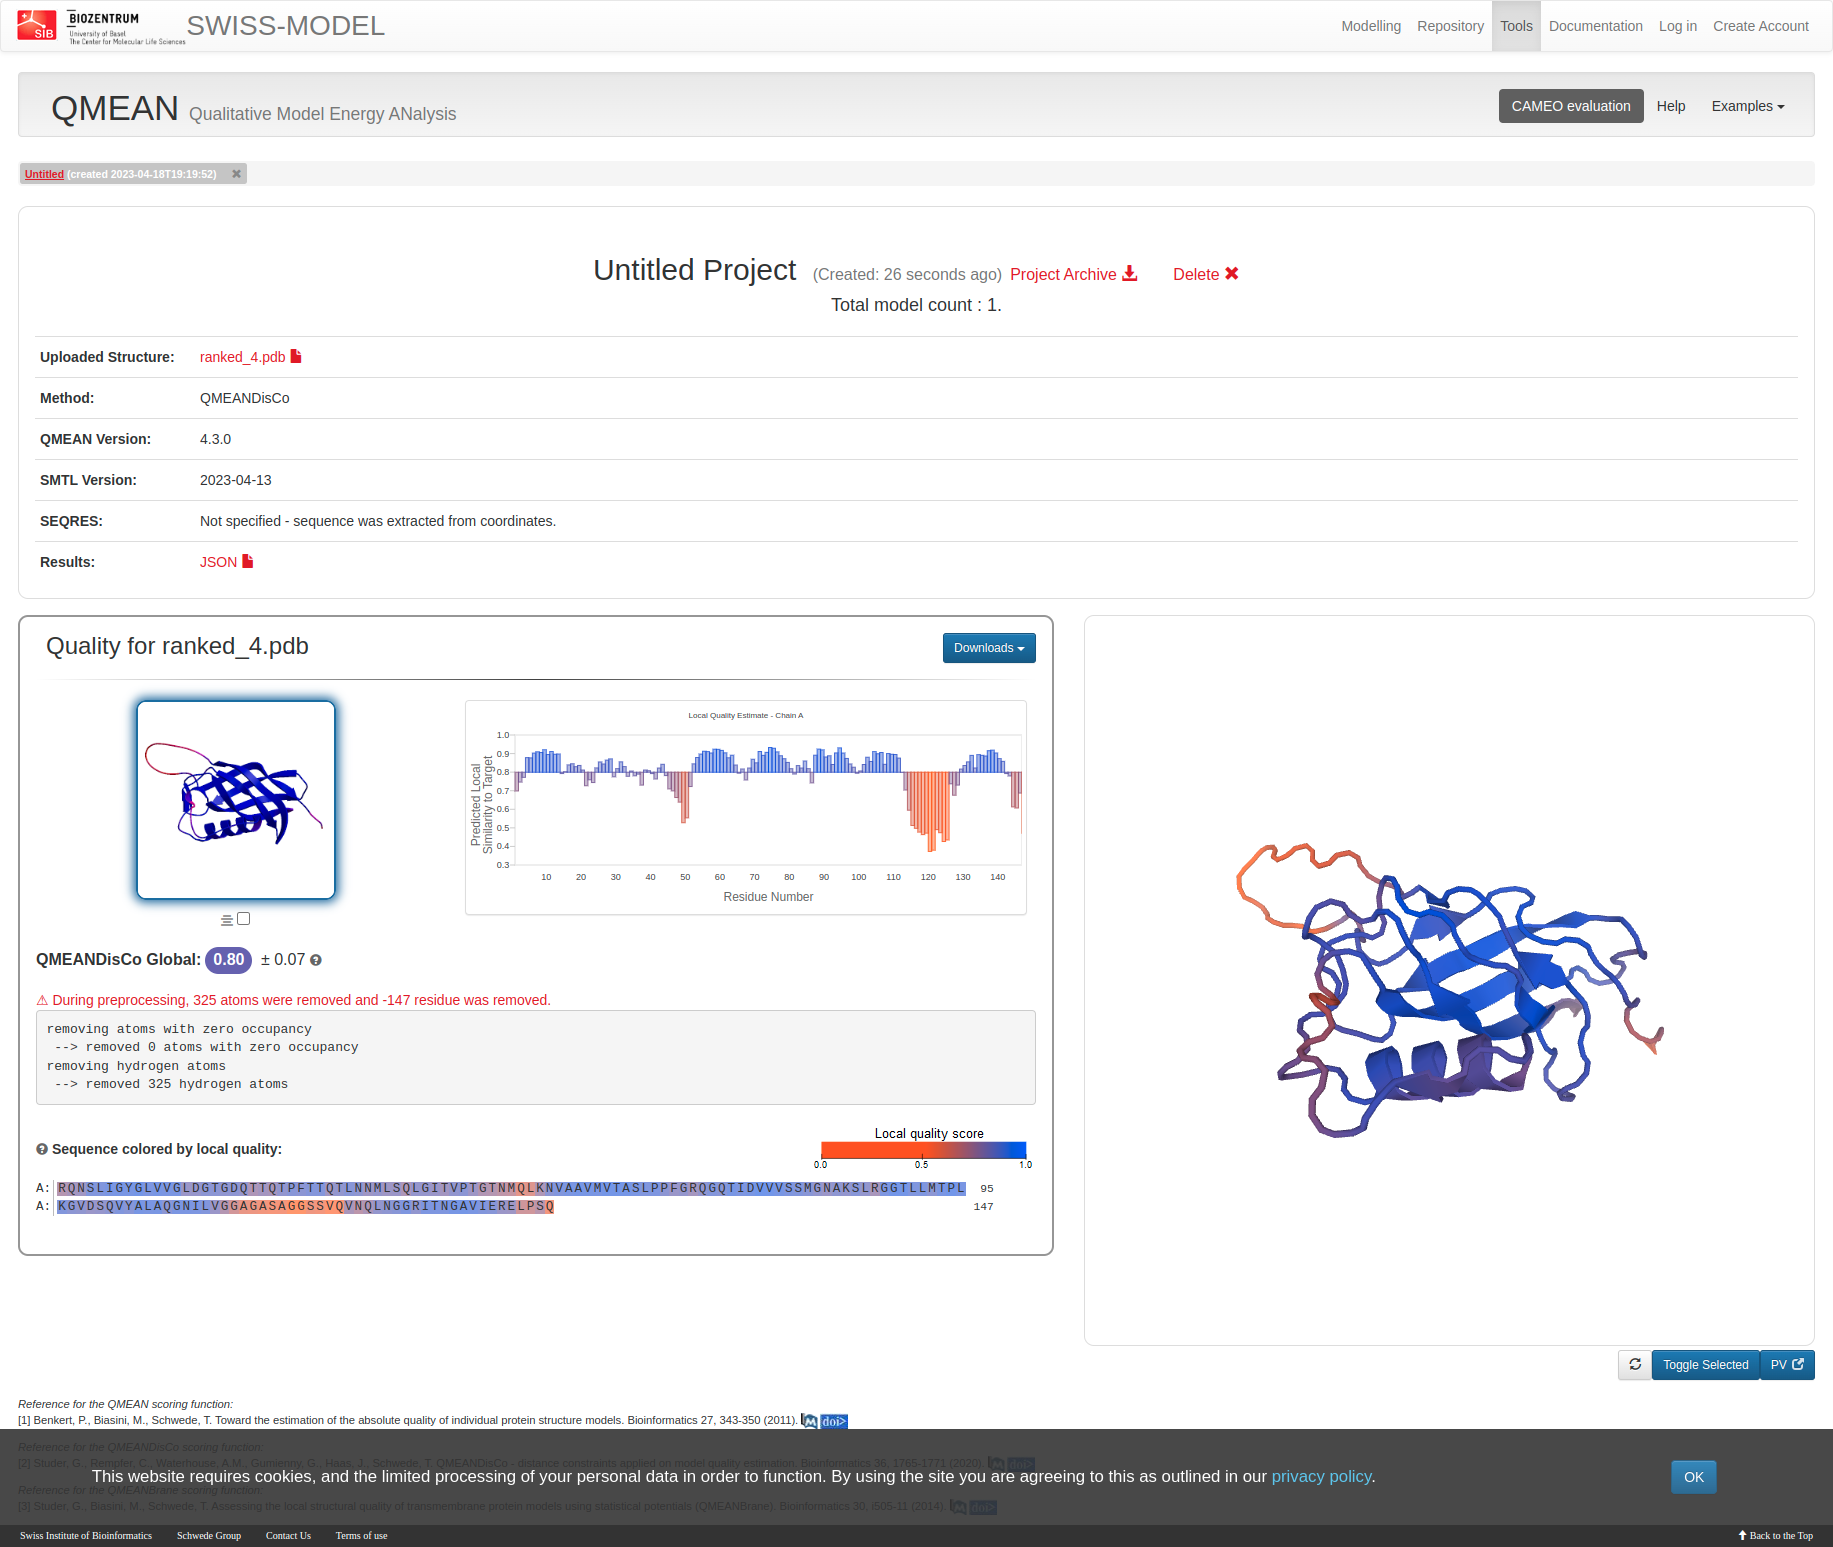 SIB
BIOZENTRUM
University of Basel
The Center for Molecular Life Sciences
SWISS-MODEL
Modelling Repository Tools Documentation Log in Create Account
QMEAN Qualitative Model Energy ANalysis
CAMEO evaluation Help Examples
Untitled (created 2023-04-18T19:19:52) ✖
Untitled Project (Created: 26 seconds ago) Project Archive Delete ✖
Total model count : 1.
Uploaded Structure: ranked_4.pdb
Method: QMEANDisCo
QMEAN Version: 4.3.0
SMTL Version: 2023-04-13
SEQRES: Not specified - sequence was extracted from coordinates.
Results: JSON
Quality for ranked_4.pdb
Downloads
Local Quality Estimate - Chain A
Predicted Local
Similarity to Target
1.0
0.9
0.8
0.7
0.6
0.5
0.4
0.3
10 20 30 40 50 60 70 80 90 100 110 120 130 140
Residue Number
QMEANDisCo Global: 0.80 ± 0.07 ?
⚠ During preprocessing, 325 atoms were removed and -147 residue was removed.
removing atoms with zero occupancy
--> removed 0 atoms with zero occupancy
removing hydrogen atoms
--> removed 325 hydrogen atoms
? Sequence colored by local quality:
Local quality score
0.0 0.5 1.0
A: RQNSLIGYGLVVGLDGTGDQTTQTPFTTQTLNNMLSQLGITVPTGTNMQLKNVAAVMVTASLPPFGRQGQTIDVVVSSMGNAKSLRGGTLLMTPL 95
A: KGVDSQVYALAQGNILVGGAGASAGGSSVQVNQLNGGRITNGAVIERELPSQ 147
Toggle Selected PV
Reference for the QMEAN scoring function:
[1] Benkert, P., Biasini, M., Schwede, T. Toward the estimation of the absolute quality of individual protein structure models. Bioinformatics 27, 343-350 (2011). M doi>
Reference for the QMEANDisCo scoring function:
[2] Studer, G., Rempfer, C., Waterhouse, A.M., Gumienny, G., Haas, J., Schwede, T. QMEANDisCo - distance constraints applied on model quality estimation. Bioinformatics 36, 1765-1771 (2020). M doi>
This website requires cookies, and the limited processing of your personal data in order to function. By using the site you are agreeing to this as outlined in our privacy policy. OK
Reference for the QMEANBrane scoring function:
[3] Studer, G., Biasini, M., Schwede, T. Assessing the local structural quality of transmembrane protein models using statistical potentials (QMEANBrane). Bioinformatics 30, i505-11 (2014). M doi>
Swiss Institute of Bioinformatics Schwede Group Contact Us Terms of use Back to the Top